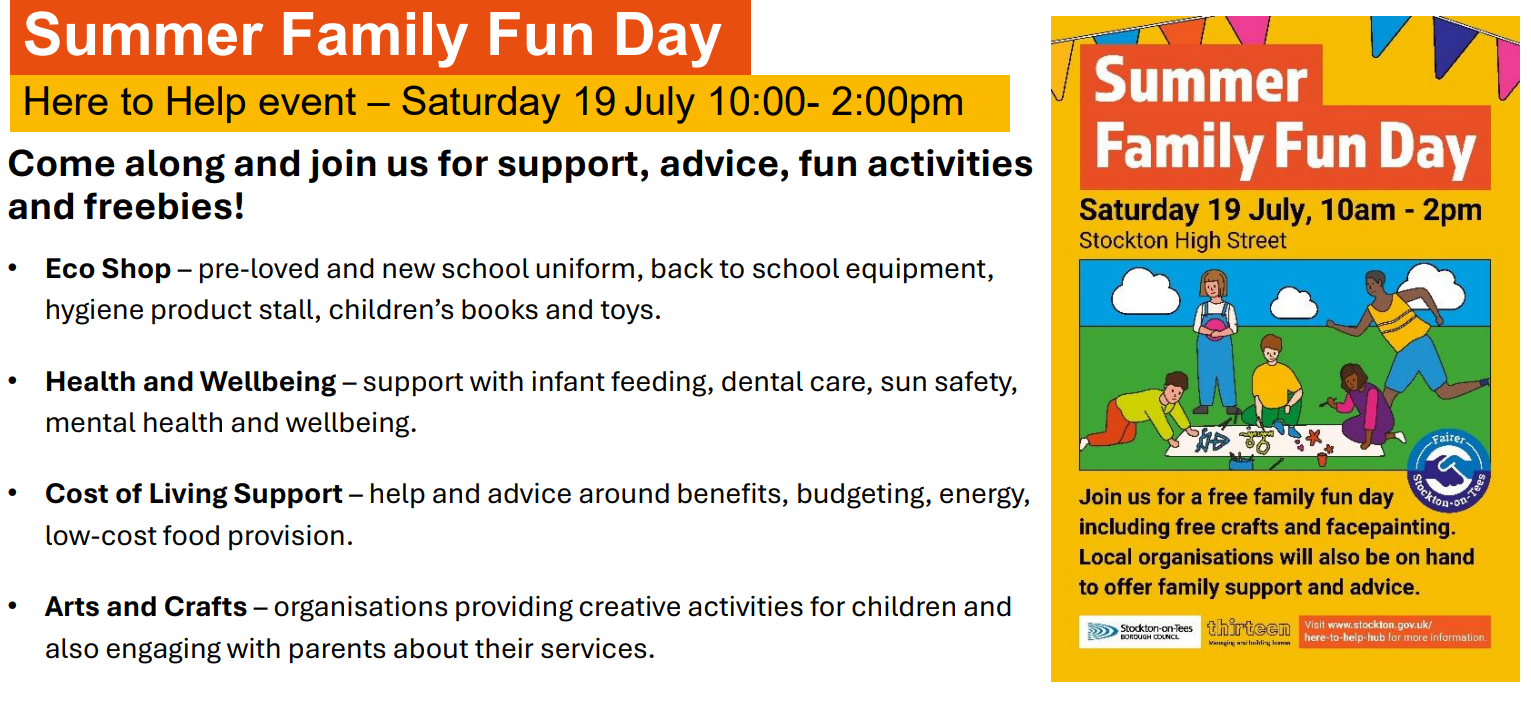 Summer Family Fun Day
Here to Help event – Saturday 19 July 10:00- 2:00pm
Come along and join us for support, advice, fun activities
and freebies!
• Eco Shop – pre-loved and new school uniform, back to school equipment,
hygiene product stall, children’s books and toys.
• Health and Wellbeing – support with infant feeding, dental care, sun safety,
mental health and wellbeing.
• Cost of Living Support – help and advice around benefits, budgeting, energy,
low-cost food provision.
• Arts and Crafts – organisations providing creative activities for children and
also engaging with parents about their services.
Summer
Family Fun Day
Saturday 19 July, 10am - 2pm
Stockton High Street
Fairer
Stockton-on-Tees
Join us for a free family fun day
including free crafts and facepainting.
Local organisations will also be on hand
to offer family support and advice.
Stockton-on-Tees
BOROUGH COUNCIL
thirteen
Managing and building homes
Visit www.stockton.gov.uk/
here-to-help-hub for more information.